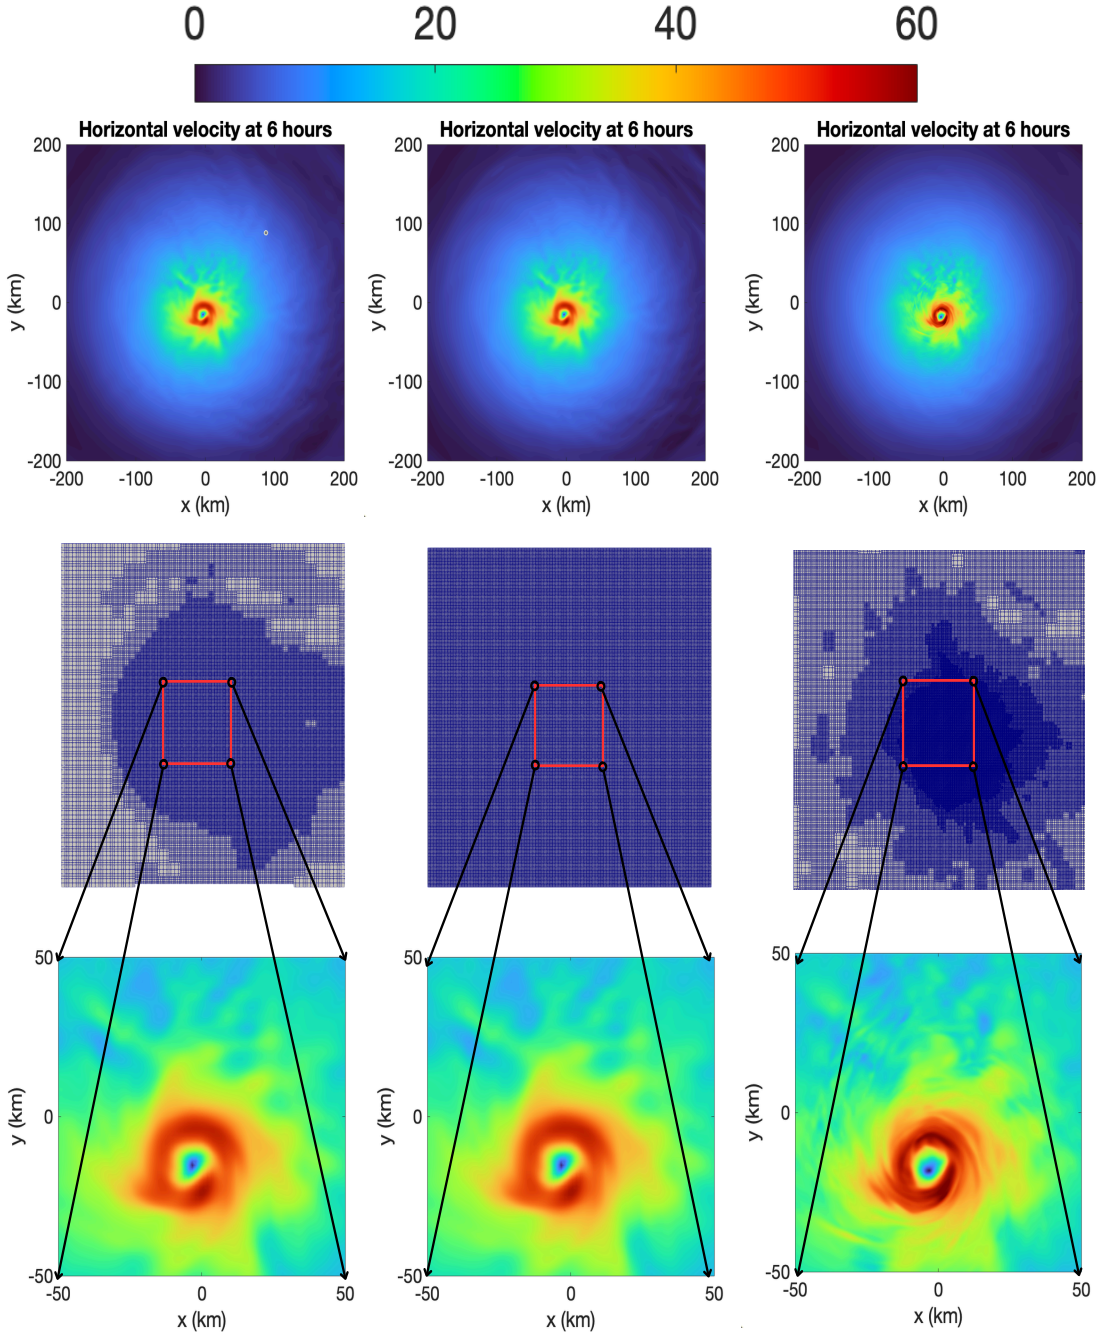 0 20 40 60
Horizontal velocity at 6 hours Horizontal velocity at 6 hours Horizontal velocity at 6 hours
200 200 200
100 100 100
y (km) 0 y (km) 0 y (km) 0
-100 -100 -100
-200 -200 -200
-200 -100 0 100 200 -200 -100 0 100 200 -200 -100 0 100 200
x (km) x (km) x (km)
50 50 50
y (km) 0 y (km) 0 y (km) 0
-50 -50 -50
-50 0 50 -50 0 50 -50 0 50
x (km) x (km) x (km)